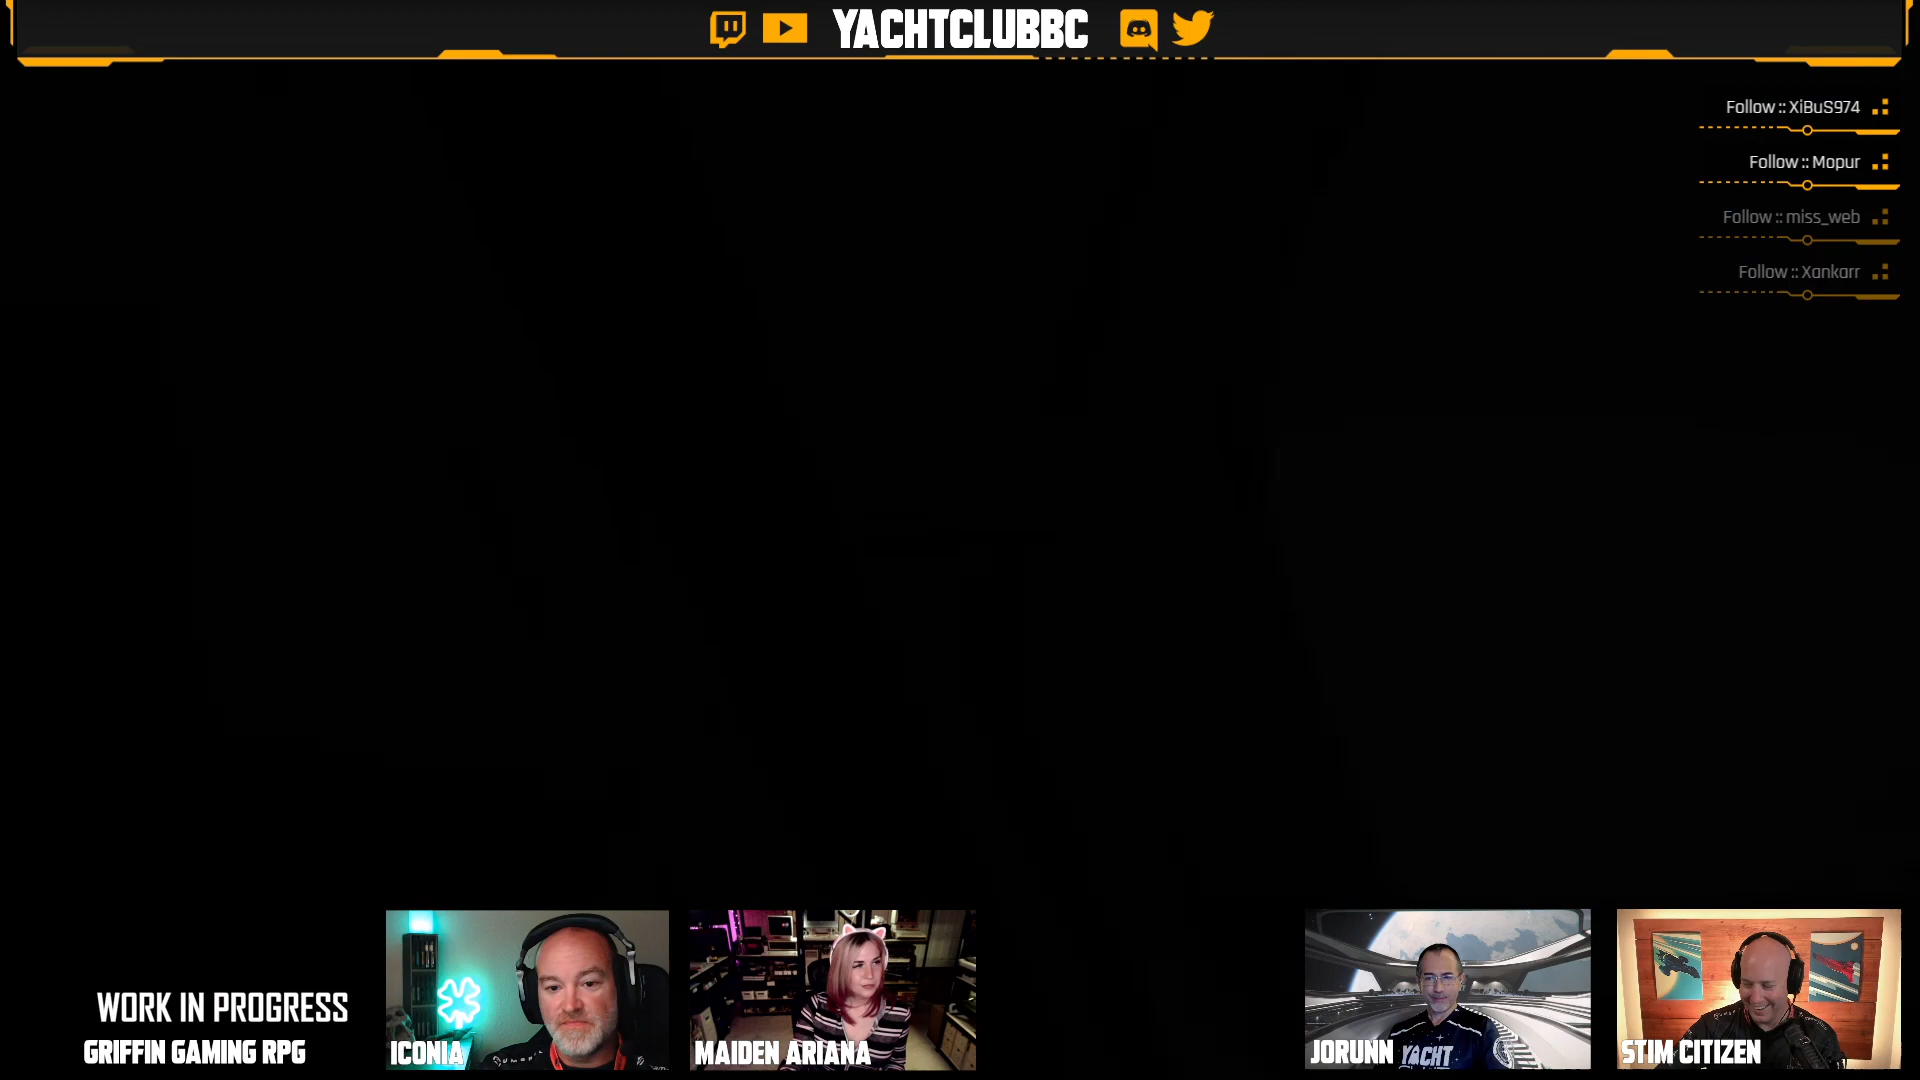 YACHTCLUBBC
Follow :: XiBuS974
Follow :: Mopur
Follow :: miss_web
Follow :: Xankarr
WORK IN PROGRESS
GRIFFIN GAMING RPG
ICONIA
MAIDEN ARIANA
JORUNN
YACHT
STIM CITIZEN